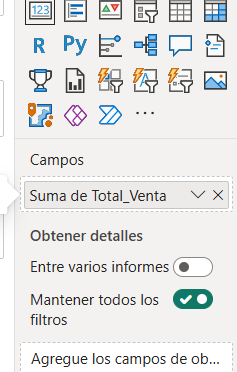 123
R Py
...
Campos
Suma de Total_Venta
Obtener detalles
Entre varios informes
Mantener todos los
filtros
Agregue los campos de ob...